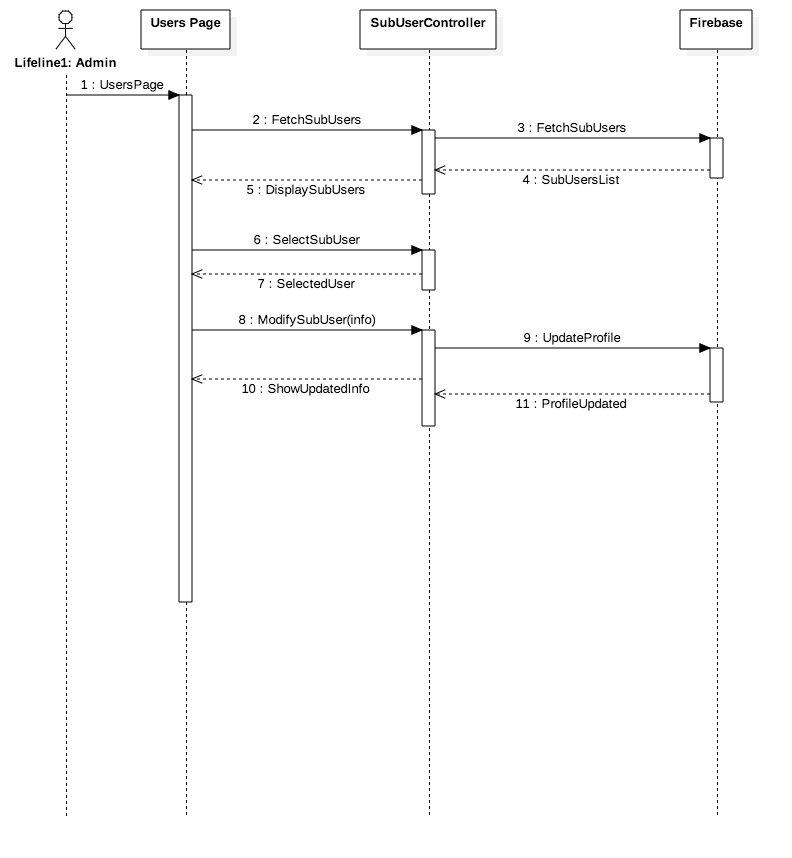 Users Page
SubUserController
Firebase
Lifeline1: Admin
1 : UsersPage
2 : FetchSubUsers
3 : FetchSubUsers
4 : SubUsersList
5 : DisplaySubUsers
6 : SelectSubUser
7 : SelectedUser
8 : ModifySubUser(info)
9 : UpdateProfile
10 : ShowUpdatedInfo
11 : ProfileUpdated